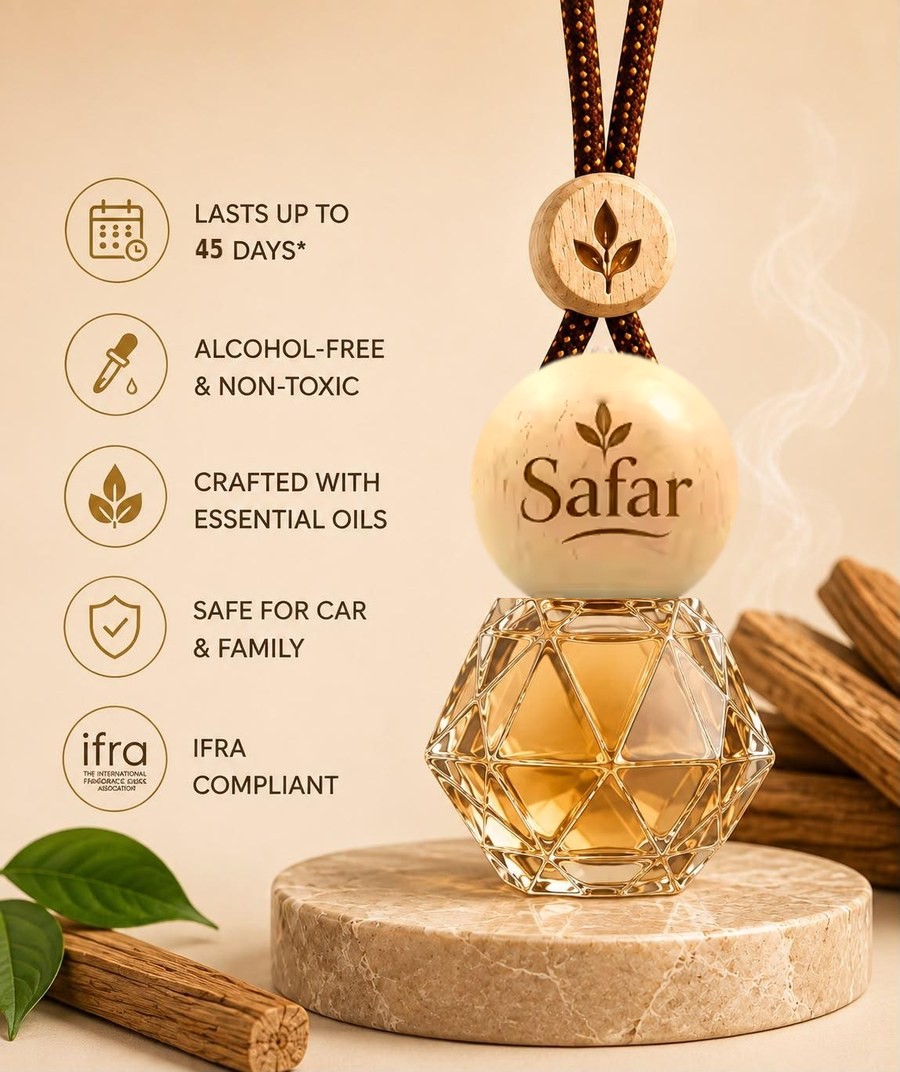 LASTS UP TO
45 DAYS*
ALCOHOL-FREE
& NON-TOXIC
CRAFTED WITH
ESSENTIAL OILS
Safar
SAFE FOR CAR
& FAMILY
ifra
THE INTERNATIONAL
IFRA
COMPLIANT